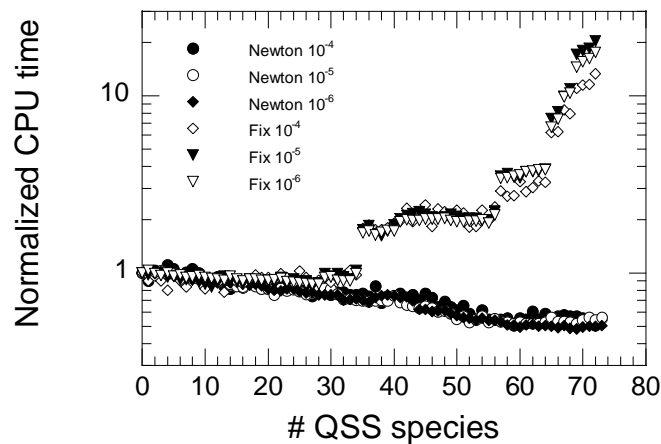 Normalized CPU time
10
1
Newton 10⁻⁴
Newton 10⁻⁵
Newton 10⁻⁶
Fix 10⁻⁴
Fix 10⁻⁵
Fix 10⁻⁶
0 10 20 30 40 50 60 70 80
# QSS species